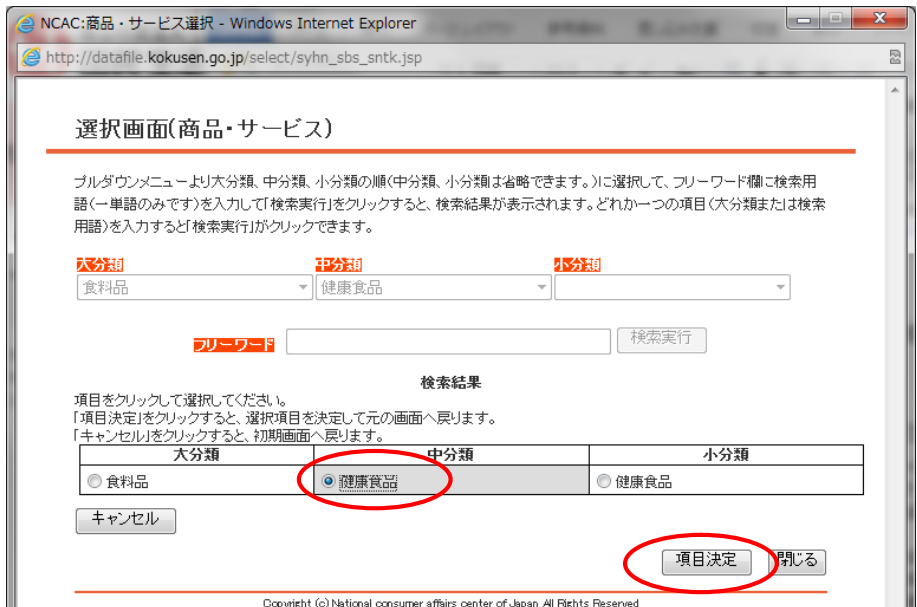 NCAC:商品・サービス選択 - Windows Internet Explorer
http://datafile.kokusen.go.jp/select/syhn_sbs_sntk.jsp
選択画面(商品・サービス)
プルダウンメニューより大分類、中分類、小分類の順(中分類、小分類は省略できます。)に選択して、フリーワード欄に検索用
語(一単語のみです)を入力して「検索実行」をクリックすると、検索結果が表示されます。どれか一つの項目(大分類または検索
用語)を入力すると「検索実行」がクリックできます。
大分類 中分類 小分類
食料品 健康食品
フリーワード 検索実行
検索結果
項目をクリックして選択してください。
「項目決定」をクリックすると、選択項目を決定して元の画面へ戻ります。
「キャンセル」をクリックすると、初期画面へ戻ります。
大分類 中分類 小分類
食料品 健康食品 健康食品
キャンセル
項目決定 閉じる
Copyright (c) National consumer affairs center of Japan All Rights Reserved